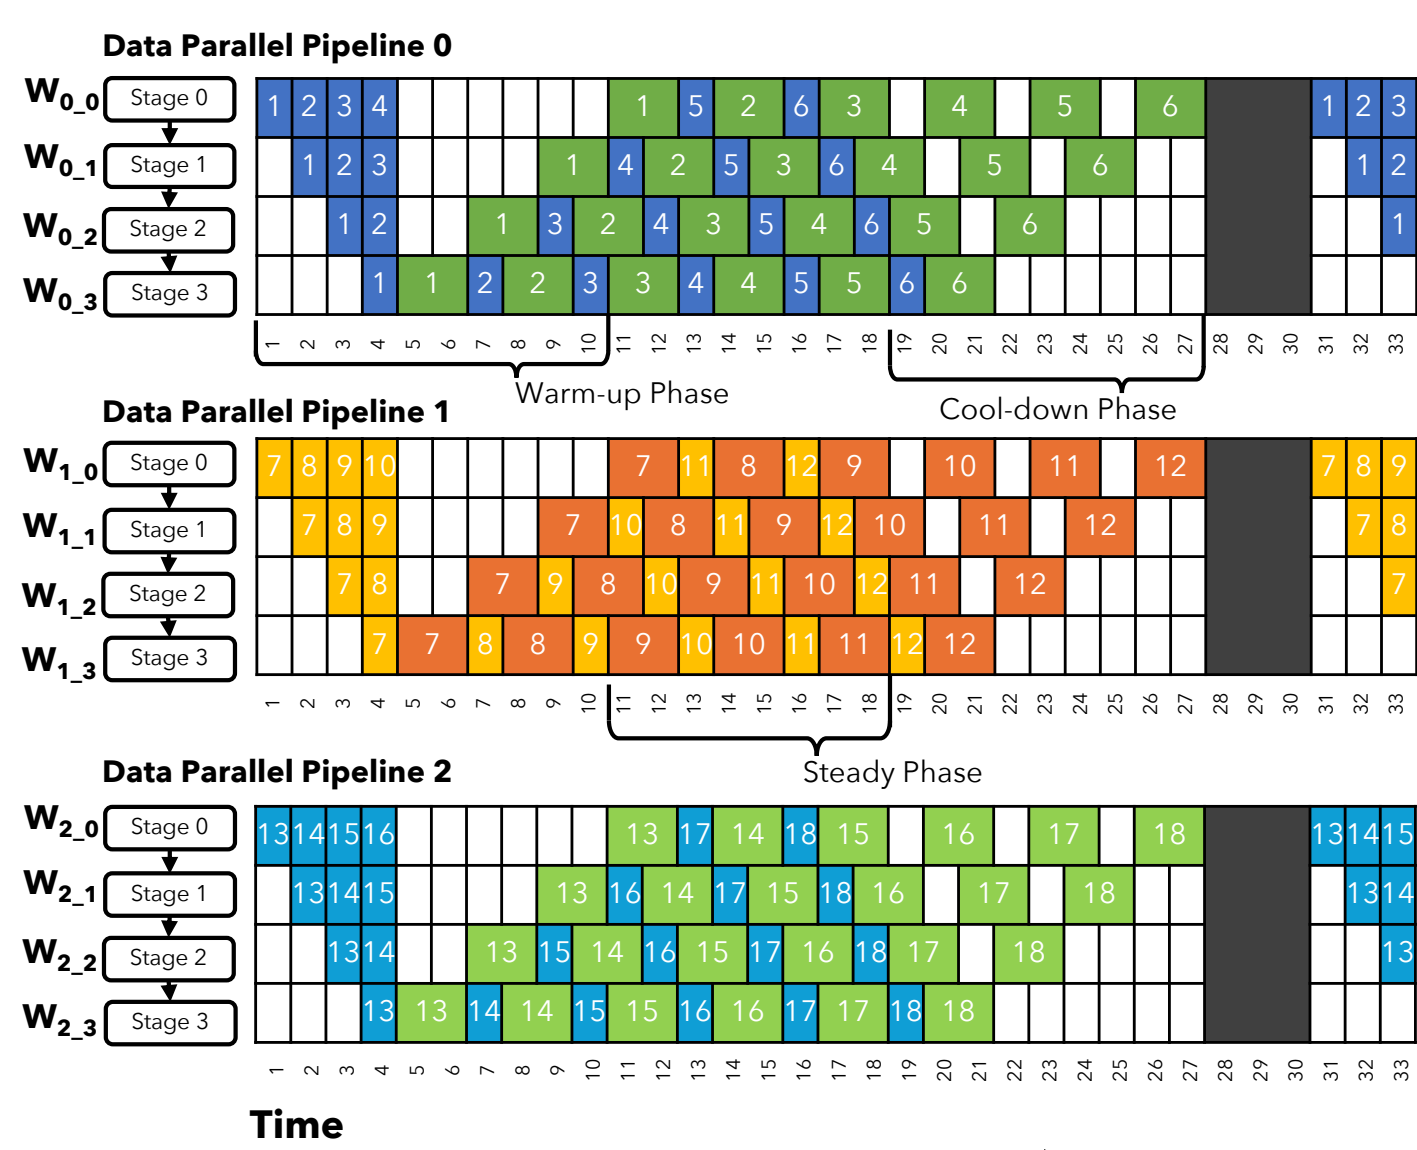 Data Parallel Pipeline 0
W0_0 Stage 0 1 2 3 4 1 5 2 6 3 4 5 6 1 2 3
W0_1 Stage 1 1 2 3 1 4 2 5 3 6 4 5 6 1 2
W0_2 Stage 2 1 2 1 3 2 4 3 5 4 6 5 6 1
W0_3 Stage 3 1 1 2 2 3 3 4 4 5 5 6 6
1 2 3 4 5 6 7 8 9 10 11 12 13 14 15 16 17 18 19 20 21 22 23 24 25 26 27 28 29 30 31 32 33
Warm-up Phase
Cool-down Phase
Data Parallel Pipeline 1
W1_0 Stage 0 7 8 9 10 7 11 8 12 9 10 11 12 7 8 9
W1_1 Stage 1 7 8 9 7 10 8 11 9 12 10 11 12 7 8
W1_2 Stage 2 7 8 7 9 8 10 9 11 10 12 11 12 7
W1_3 Stage 3 7 7 8 8 9 9 10 10 11 11 12 12
1 2 3 4 5 6 7 8 9 10 11 12 13 14 15 16 17 18 19 20 21 22 23 24 25 26 27 28 29 30 31 32 33
Steady Phase
Data Parallel Pipeline 2
W2_0 Stage 0 13 14 15 16 13 17 14 18 15 16 17 18 13 14 15
W2_1 Stage 1 13 14 15 13 16 14 17 15 18 16 17 18 13 14
W2_2 Stage 2 13 14 13 15 14 16 15 17 16 18 17 18 13
W2_3 Stage 3 13 13 14 14 15 15 16 16 17 17 18 18
1 2 3 4 5 6 7 8 9 10 11 12 13 14 15 16 17 18 19 20 21 22 23 24 25 26 27 28 29 30 31 32 33
Time